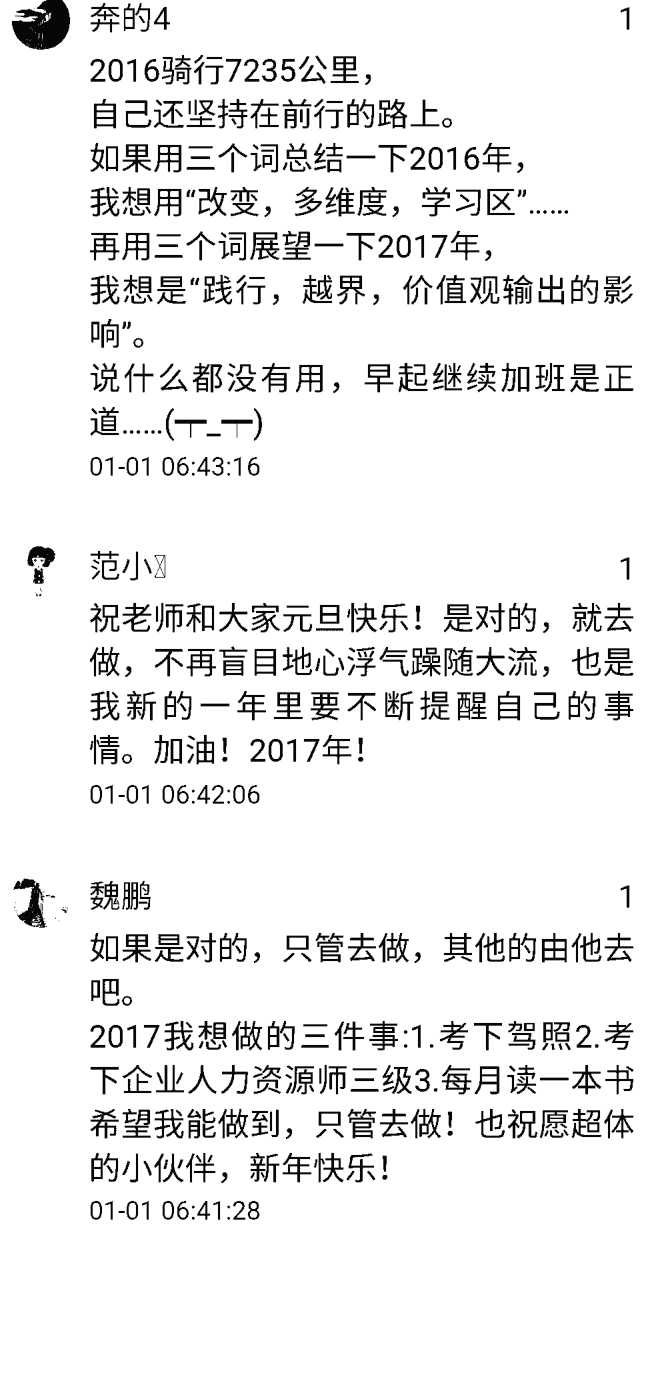 奔的4 1
2016骑行7235公里，
自己还坚持在前行的路上。
如果用三个词总结一下2016年，
我想用“改变，多维度，学习区”……
再用三个词展望一下2017年，
我想是“践行，越界，价值观输出的影
响”。
说什么都没有用，早起继续加班是正
道……(┬_┬)
01-01 06:43:16
范小 1
祝老师和大家元旦快乐！是对的，就去
做，不再盲目地心浮气躁随大流，也是
我新的一年里要不断提醒自己的事
情。加油！2017年！
01-01 06:42:06
魏鹏 1
如果是对的，只管去做，其他的由他去
吧。
2017我想做的三件事:1.考下驾照2.考
下企业人力资源师三级3.每月读一本书
希望我能做到，只管去做！也祝愿超体
的小伙伴，新年快乐！
01-01 06:41:28